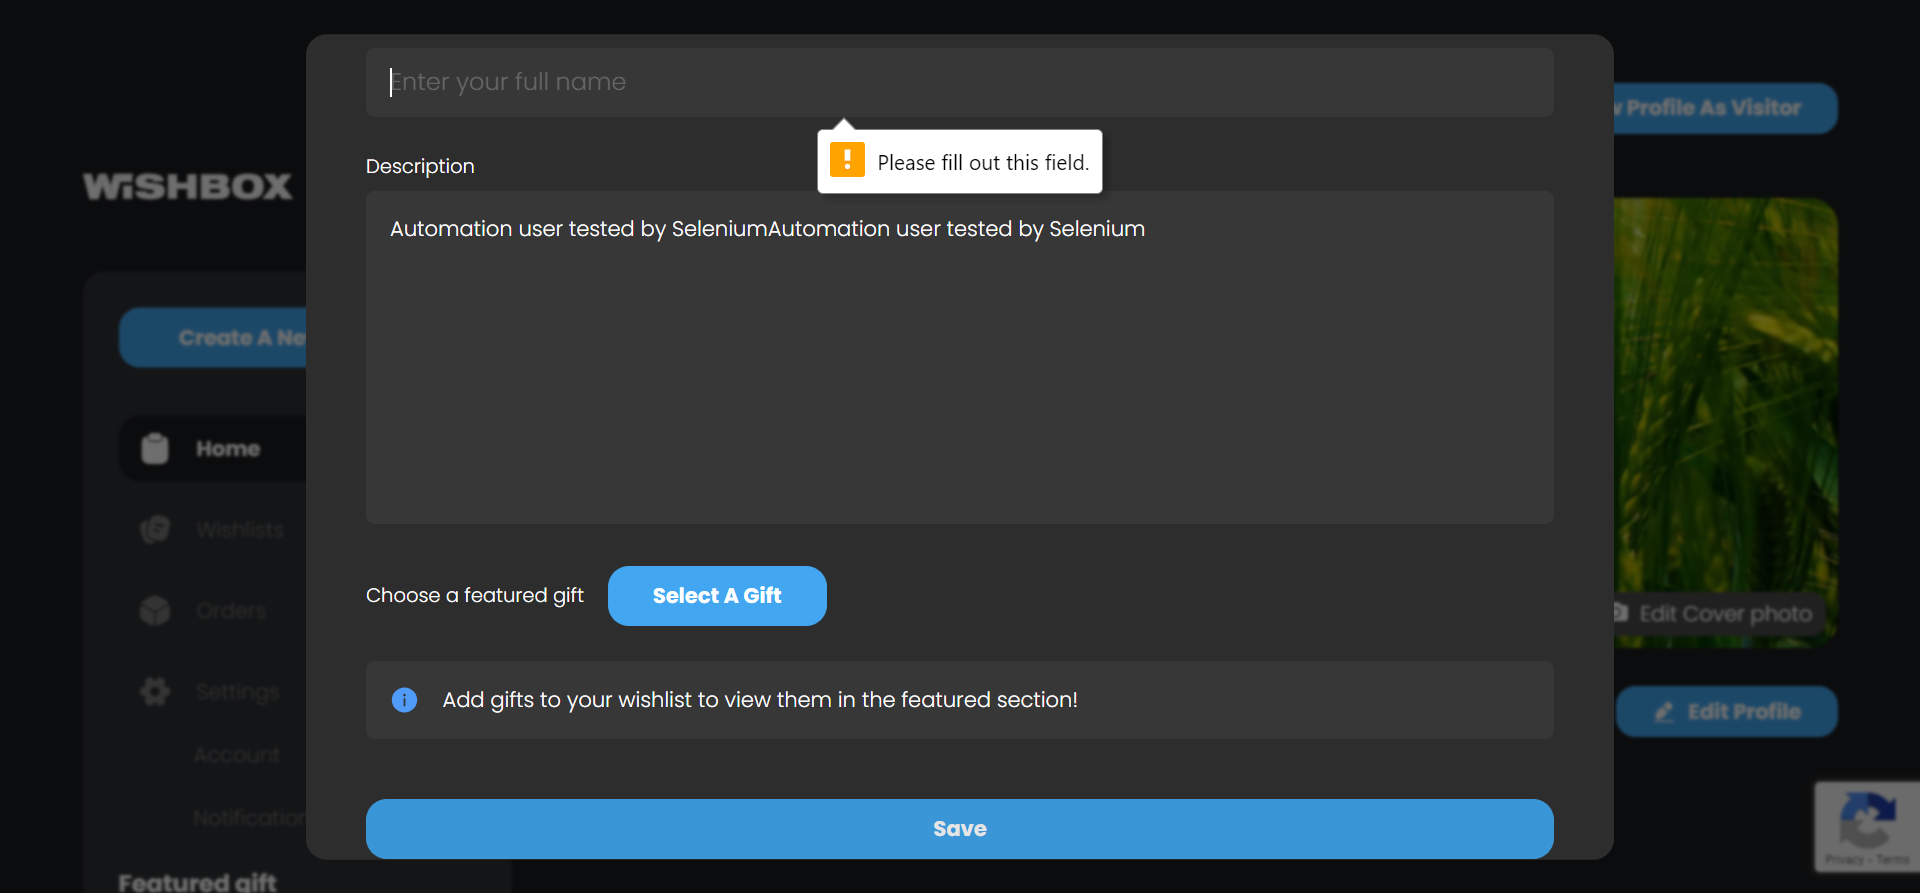 Enter your full name
w Profile As Visitor
Please fill out this field.
Description
WiSHBOX
Automation user tested by SeleniumAutomation user tested by Selenium
Create A Ne
Home
Wishlists
Choose a featured gift
Select A Gift
Orders
Edit Cover photo
Settings
Add gifts to your wishlist to view them in the featured section!
Edit Profile
Account
Notification
Save
Privacy - Terms
Featured gift